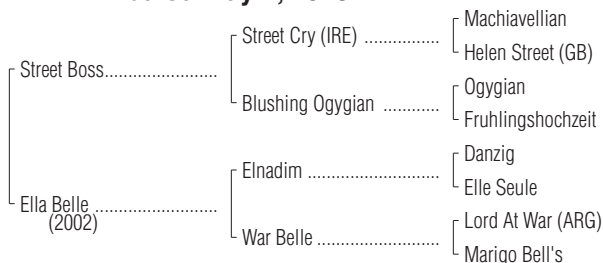 Street Cry (IRE) ................
Machiavellian
Helen Street (GB)
Street Boss........................
Blushing Ogygian ............
Ogygian
Fruhlingshochzeit
Elnadim ............................
Danzig
Elle Seule
Ella Belle ..........................
(2002)
War Belle ..........................
Lord At War (ARG)
Marigo Bell's